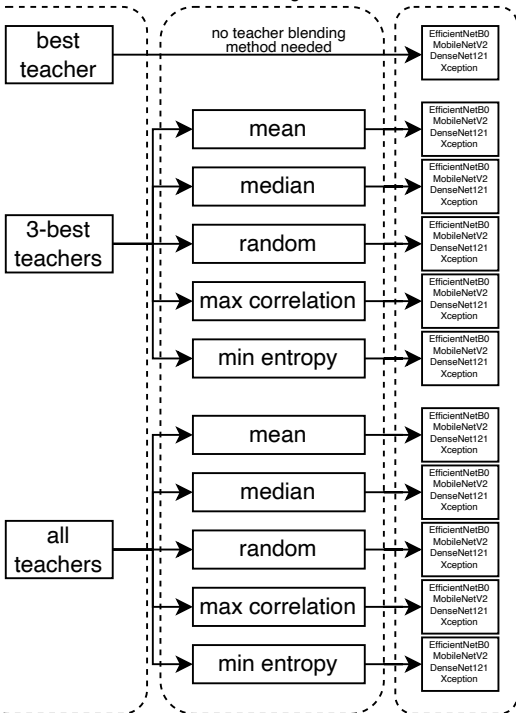 best
teacher
no teacher blending
method needed
EfficientNetB0
MobileNetV2
DenseNet121
Xception
3-best
teachers
mean
EfficientNetB0
MobileNetV2
DenseNet121
Xception
median
EfficientNetB0
MobileNetV2
DenseNet121
Xception
random
EfficientNetB0
MobileNetV2
DenseNet121
Xception
max correlation
EfficientNetB0
MobileNetV2
DenseNet121
Xception
min entropy
EfficientNetB0
MobileNetV2
DenseNet121
Xception
all
teachers
mean
EfficientNetB0
MobileNetV2
DenseNet121
Xception
median
EfficientNetB0
MobileNetV2
DenseNet121
Xception
random
EfficientNetB0
MobileNetV2
DenseNet121
Xception
max correlation
EfficientNetB0
MobileNetV2
DenseNet121
Xception
min entropy
EfficientNetB0
MobileNetV2
DenseNet121
Xception